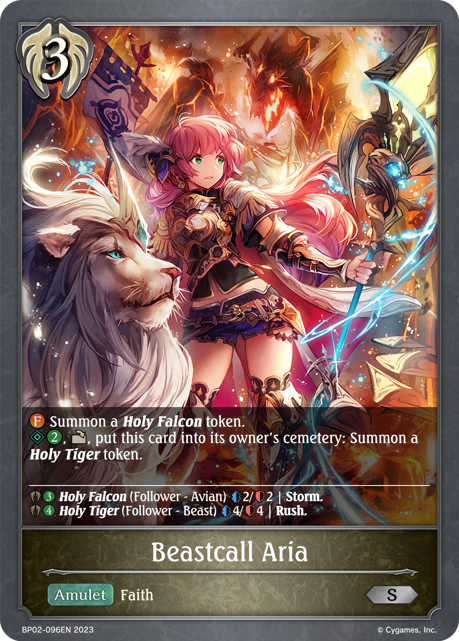 3
F Summon a Holy Falcon token.
2, , put this card into its owner's cemetery: Summon a
Holy Tiger token.
3 Holy Falcon (Follower - Avian) 2/2 | Storm.
4 Holy Tiger (Follower - Beast) 4/4 | Rush.
Beastcall Aria
Amulet Faith
S
BP02-096EN 2023
© Cygames, Inc.